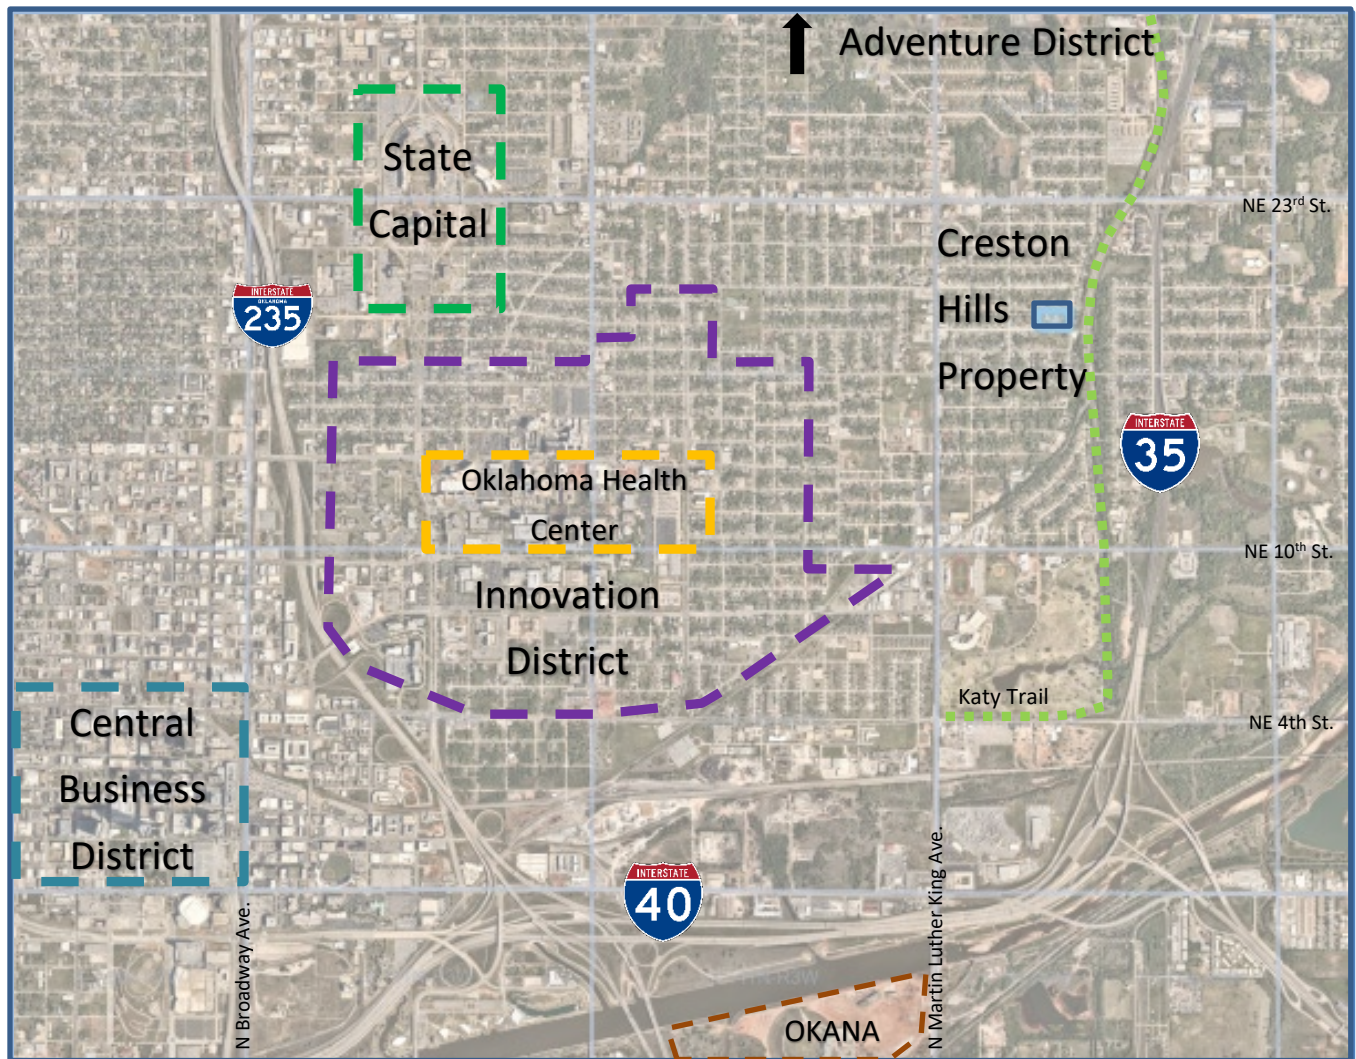 Adventure District
State
Capital
NE 23rd St.
Creston
Hills
Property
INTERSTATE
OKLAHOMA
235
INTERSTATE
35
Oklahoma Health
Center
NE 10th St.
Innovation
District
Katy Trail
NE 4th St.
Central
Business
District
INTERSTATE
40
N Broadway Ave.
N Martin Luther King Ave.
OKANA